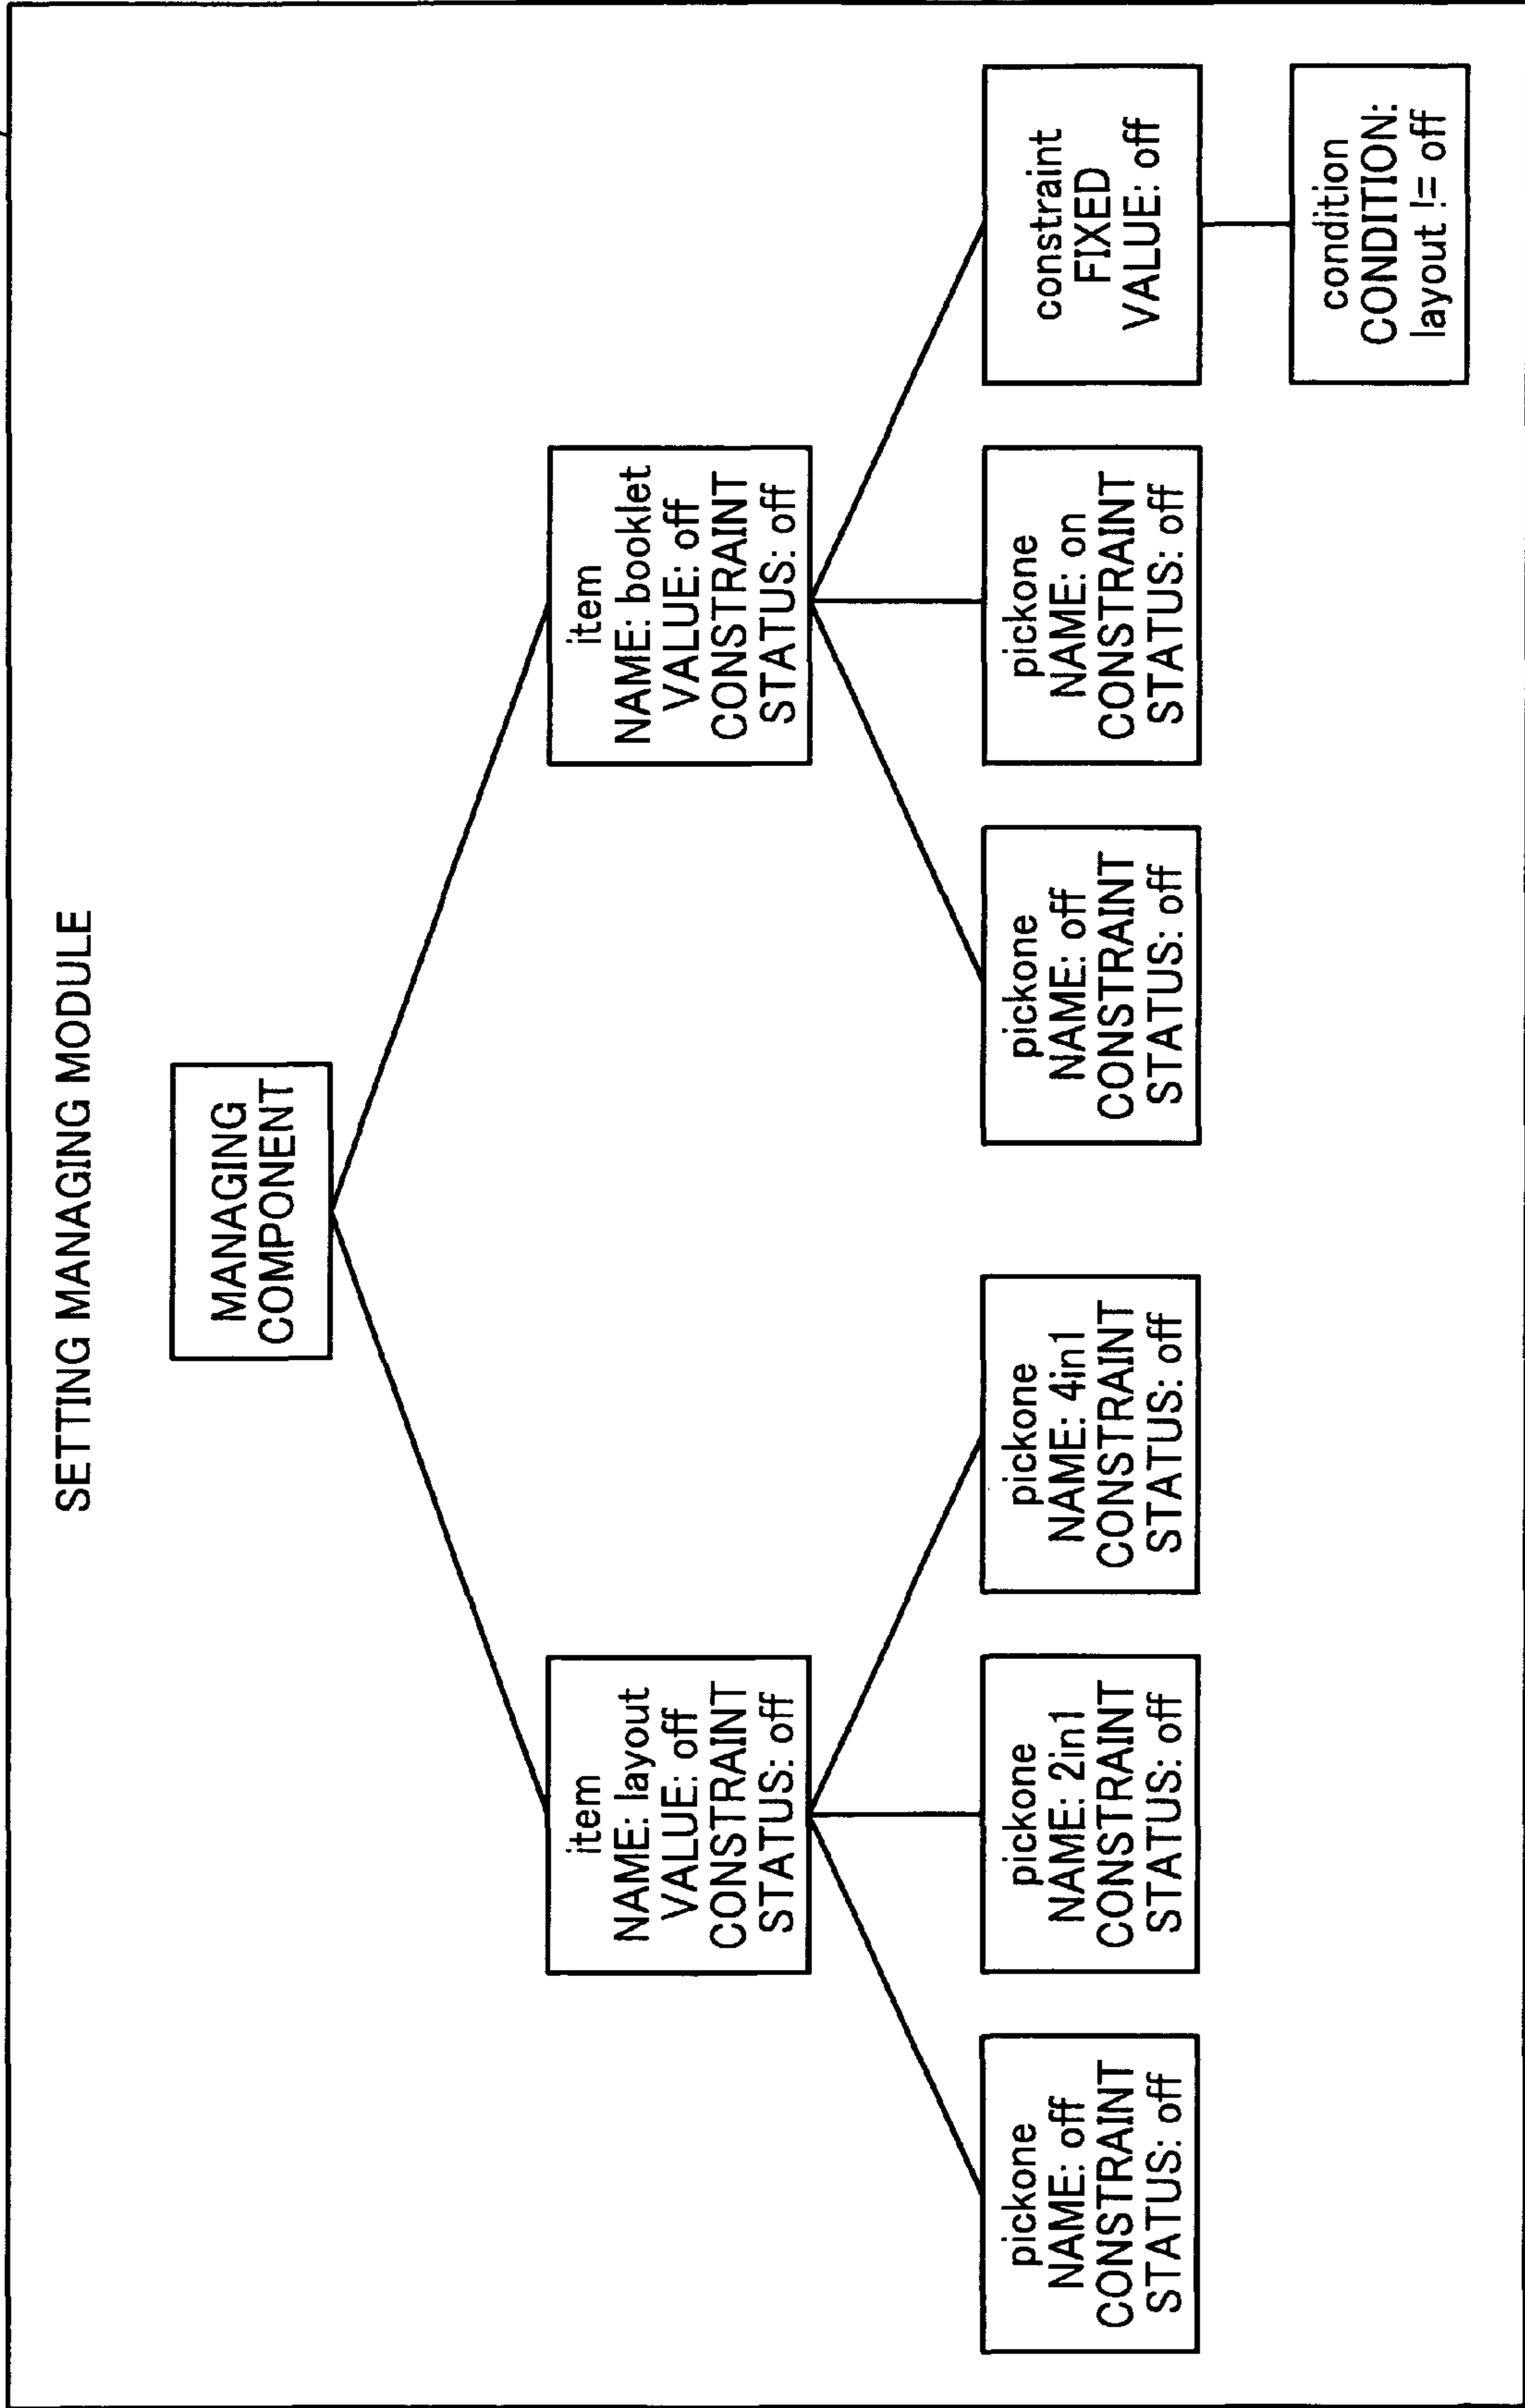 SETTING MANAGING MODULE
MANAGING
COMPONENT
item
NAME: layout
VALUE: off
CONSTRAINT
STATUS: off
item
NAME: booklet
VALUE: off
CONSTRAINT
STATUS: off
pickone
NAME: off
CONSTRAINT
STATUS: off
pickone
NAME: 2in1
CONSTRAINT
STATUS: off
pickone
NAME: 4in1
CONSTRAINT
STATUS: off
pickone
NAME: off
CONSTRAINT
STATUS: off
pickone
NAME: on
CONSTRAINT
STATUS: off
constraint
FIXED
VALUE: off
condition
CONDITION:
layout != off